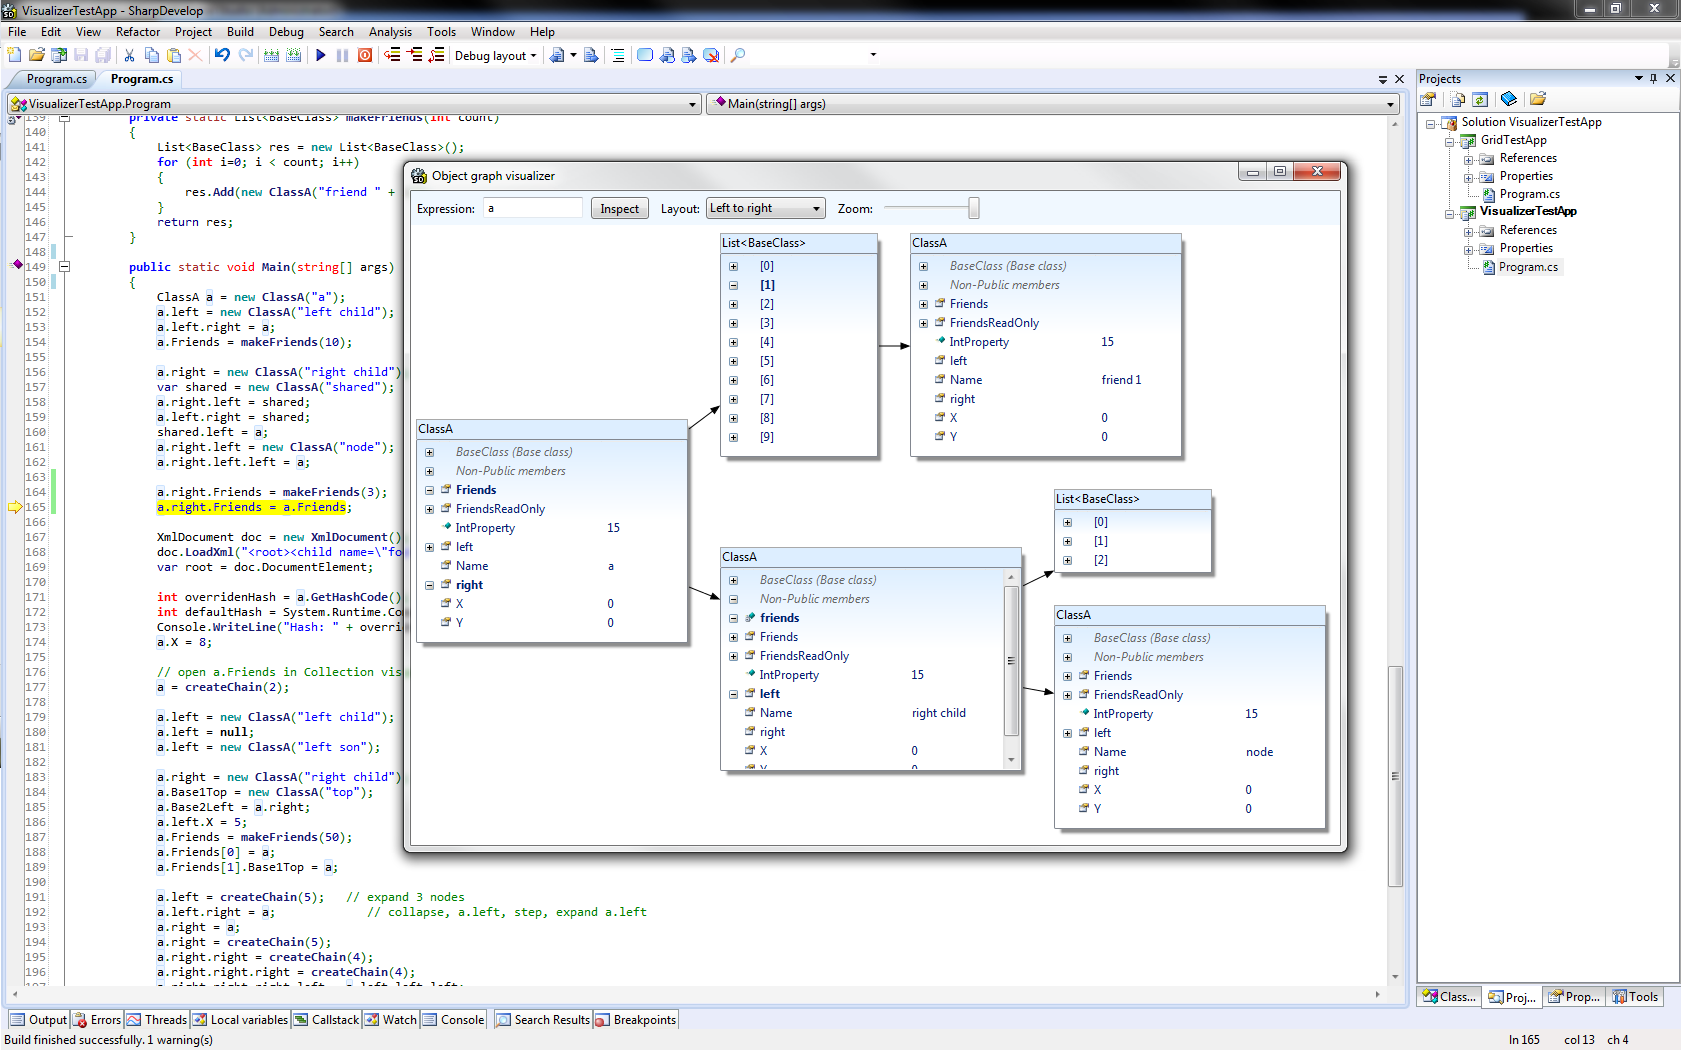 VisualizerTestApp - SharpDevelop
File Edit View Refactor Project Build Debug Search Analysis Tools Window Help
Debug layout
Program.cs Program.cs
VisualizerTestApp.Program Main(string[] args)
139 private static List<BaseClass> makeFriends(int count)
140 {
141 List<BaseClass> res = new List<BaseClass>();
142 for (int i=0; i < count; i++)
143 {
144 res.Add(new ClassA("friend " +
145 }
146 return res;
147 }
148
149 public static void Main(string[] args)
150 {
151 ClassA a = new ClassA("a");
152 a.left = new ClassA("left child");
153 a.left.right = a;
154 a.Friends = makeFriends(10);
155
156 a.right = new ClassA("right child")
157 var shared = new ClassA("shared");
158 a.right.left = shared;
159 a.left.right = shared;
160 shared.left = a;
161 a.right.left = new ClassA("node");
162 a.right.left.left = a;
163
164 a.right.Friends = makeFriends(3);
165 a.right.Friends = a.Friends;
166
167 XmlDocument doc = new XmlDocument()
168 doc.LoadXml("<root><child name=\"fo
169 var root = doc.DocumentElement;
170
171 int overridenHash = a.GetHashCode()
172 int defaultHash = System.Runtime.Co
173 Console.WriteLine("Hash: " + overri
174 a.X = 8;
175
176 // open a.Friends in Collection vis
177 a = createChain(2);
178
179 a.left = new ClassA("left child");
180 a.left = null;
181 a.left = new ClassA("left son");
182
183 a.right = new ClassA("right child")
184 a.Base1Top = new ClassA("top");
185 a.Base2Left = a.right;
186 a.left.X = 5;
187 a.Friends = makeFriends(50);
188 a.Friends[0] = a;
189 a.Friends[1].Base1Top = a;
190
191 a.left = createChain(5); // expand 3 nodes
192 a.left.right = a; // collapse, a.left, step, expand a.left
193 a.right = a;
194 a.right = createChain(5);
195 a.right.right = createChain(4);
196 a.right.right.right = createChain(4);
Object graph visualizer
Expression: a Inspect Layout: Left to right Zoom:
List<BaseClass>
[0]
[1]
[2]
[3]
[4]
[5]
[6]
[7]
[8]
[9]
ClassA
BaseClass (Base class)
Non-Public members
Friends
FriendsReadOnly
IntProperty 15
left
Name friend 1
right
X 0
Y 0
ClassA
BaseClass (Base class)
Non-Public members
Friends
FriendsReadOnly
IntProperty 15
left
Name a
right
X 0
Y 0
ClassA
BaseClass (Base class)
Non-Public members
friends
Friends
FriendsReadOnly
IntProperty 15
left
Name right child
right
X 0
Y 0
List<BaseClass>
[0]
[1]
[2]
ClassA
BaseClass (Base class)
Non-Public members
Friends
FriendsReadOnly
IntProperty 15
left
Name node
right
X 0
Y 0
Projects
Solution VisualizerTestApp
GridTestApp
References
Properties
Program.cs
VisualizerTestApp
References
Properties
Program.cs
Class... Proj... Prop... Tools
Output Errors Threads Local variables Callstack Watch Console Search Results Breakpoints
Build finished successfully. 1 warning(s)
ln 165 col 13 ch 4